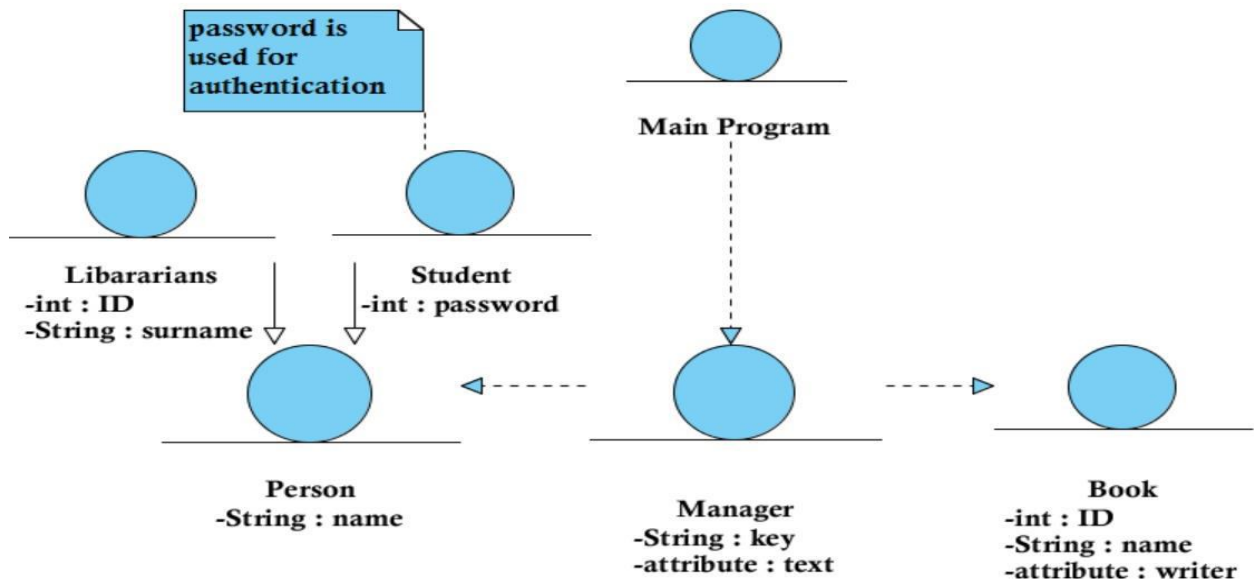 password is
used for
authentication
Main Program
Libararians
-int : ID
-String : surname
Student
-int : password
Person
-String : name
Manager
-String : key
-attribute : text
Book
-int : ID
-String : name
-attribute : writer